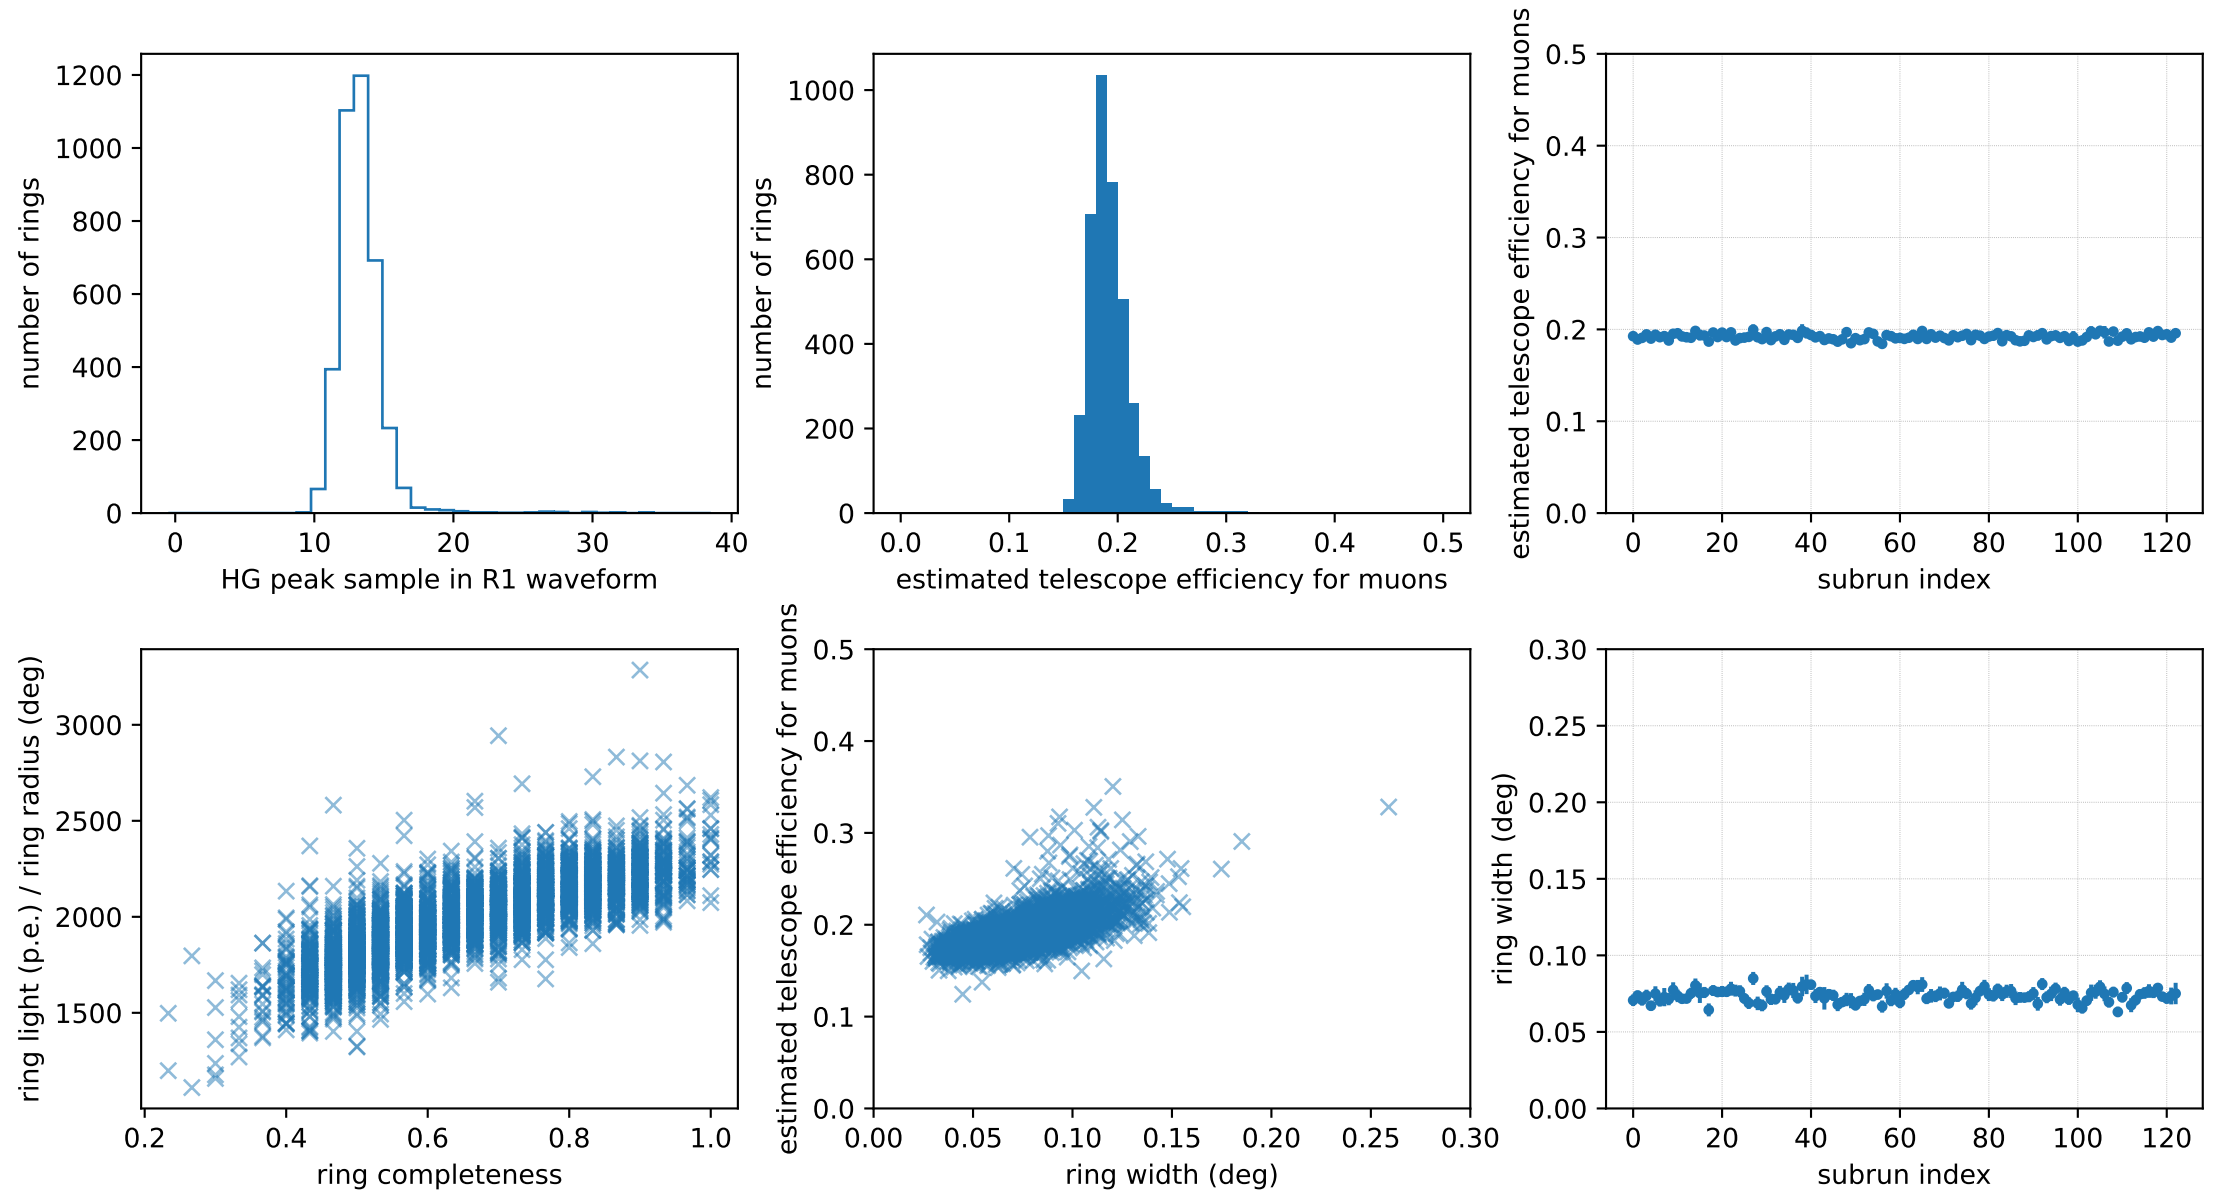 1200
1000
800
600
400
200
0
number of rings
0 10 20 30 40
HG peak sample in R1 waveform
1000
800
600
400
200
0
number of rings
0.0 0.1 0.2 0.3 0.4 0.5
estimated telescope efficiency for muons
0.5
0.4
0.3
0.2
0.1
0.0
estimated telescope efficiency for muons
0 20 40 60 80 100 120
subrun index
3000
2500
2000
1500
ring light (p.e.) / ring radius (deg)
0.2 0.4 0.6 0.8 1.0
ring completeness
0.5
0.4
0.3
0.2
0.1
0.0
estimated telescope efficiency for muons
0.00 0.05 0.10 0.15 0.20 0.25 0.30
ring width (deg)
0.30
0.25
0.20
0.15
0.10
0.05
0.00
ring width (deg)
0 20 40 60 80 100 120
subrun index